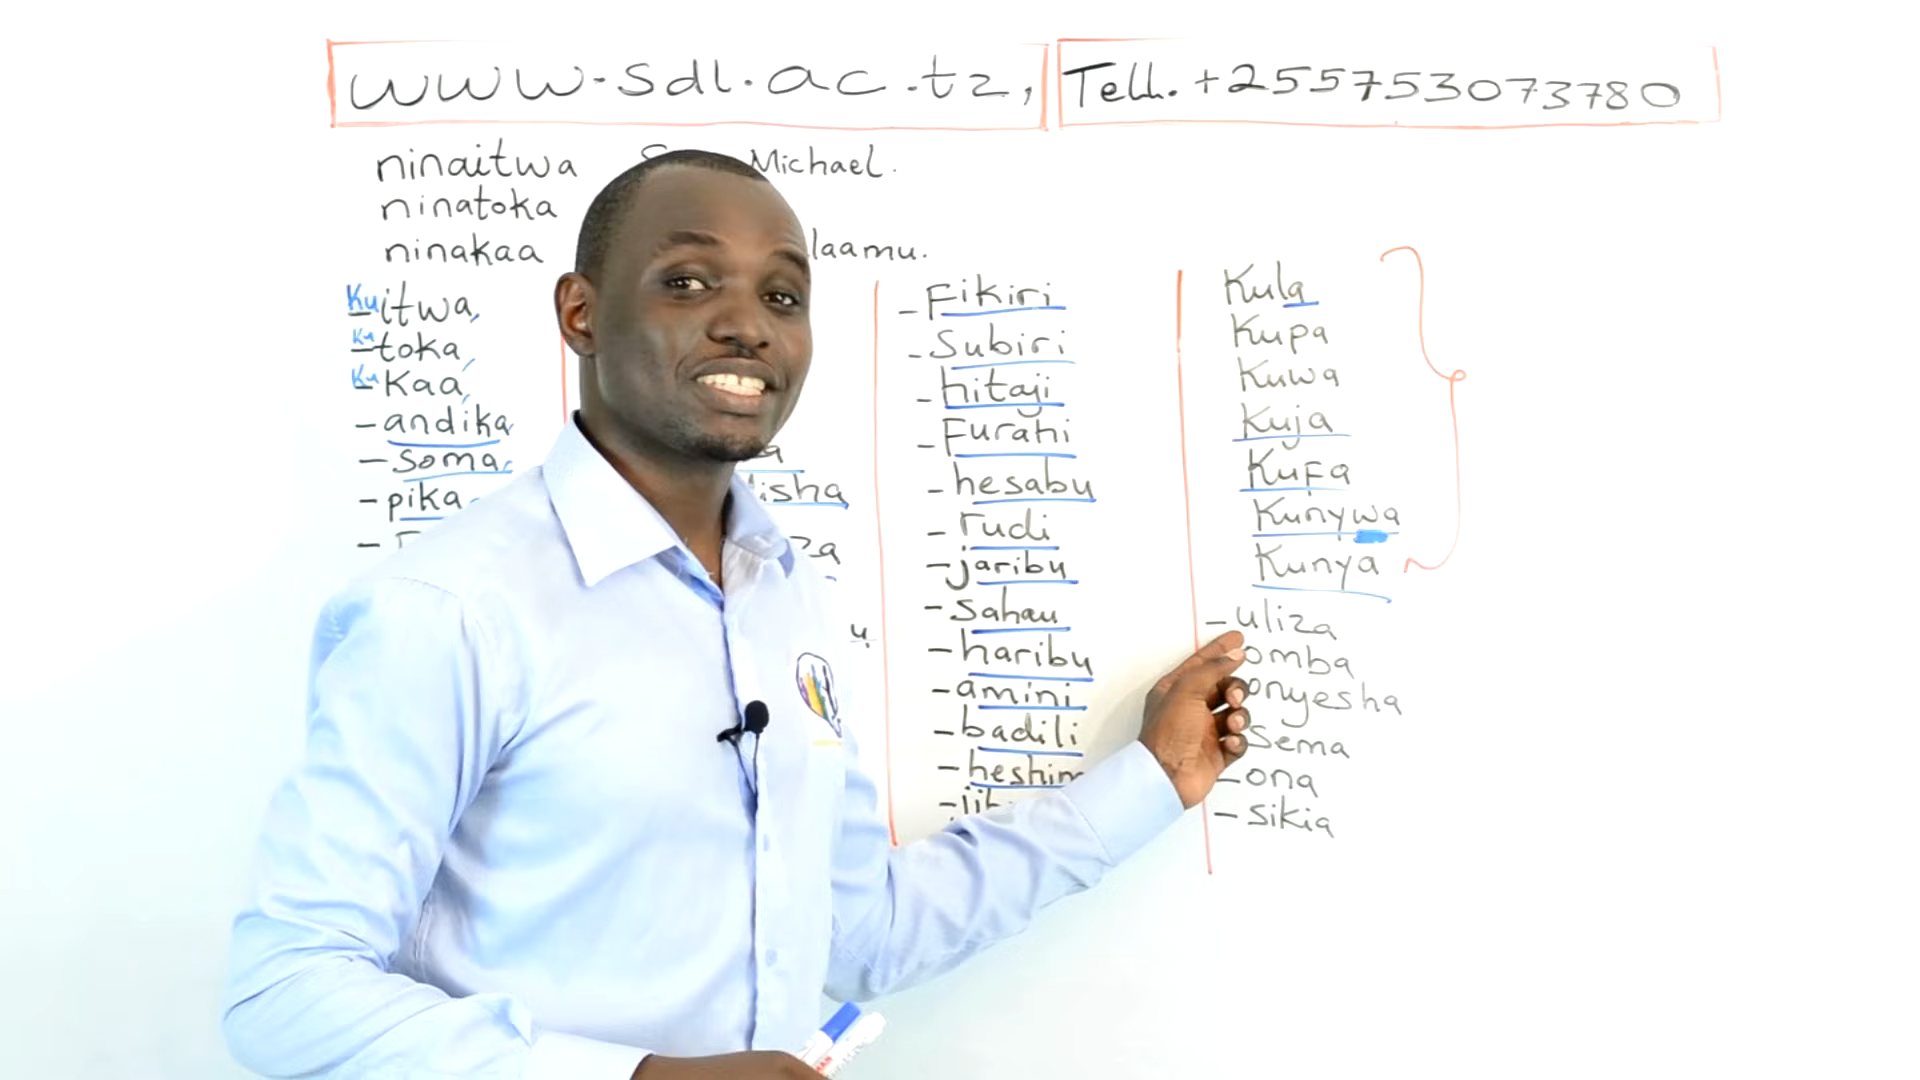 www.sdl.ac.tz, Tell. +255753073780
ninaitwa Michael.
ninatoka
ninakaa
Kuitwa,
Kutoka,
Kukaa,
- andika
- soma
- pika
- Fikiri
- Subiri
- hitaji
- Furahi
- hesabu
- rudi
- jaribu
- Sahau
- haribu
- amini
- badili
Kula
Kupa
Kuwa
Kuja
Kufa
Kunywa
Kunya
- uliza
omba
onyesha
Sema
- ona
- sikia